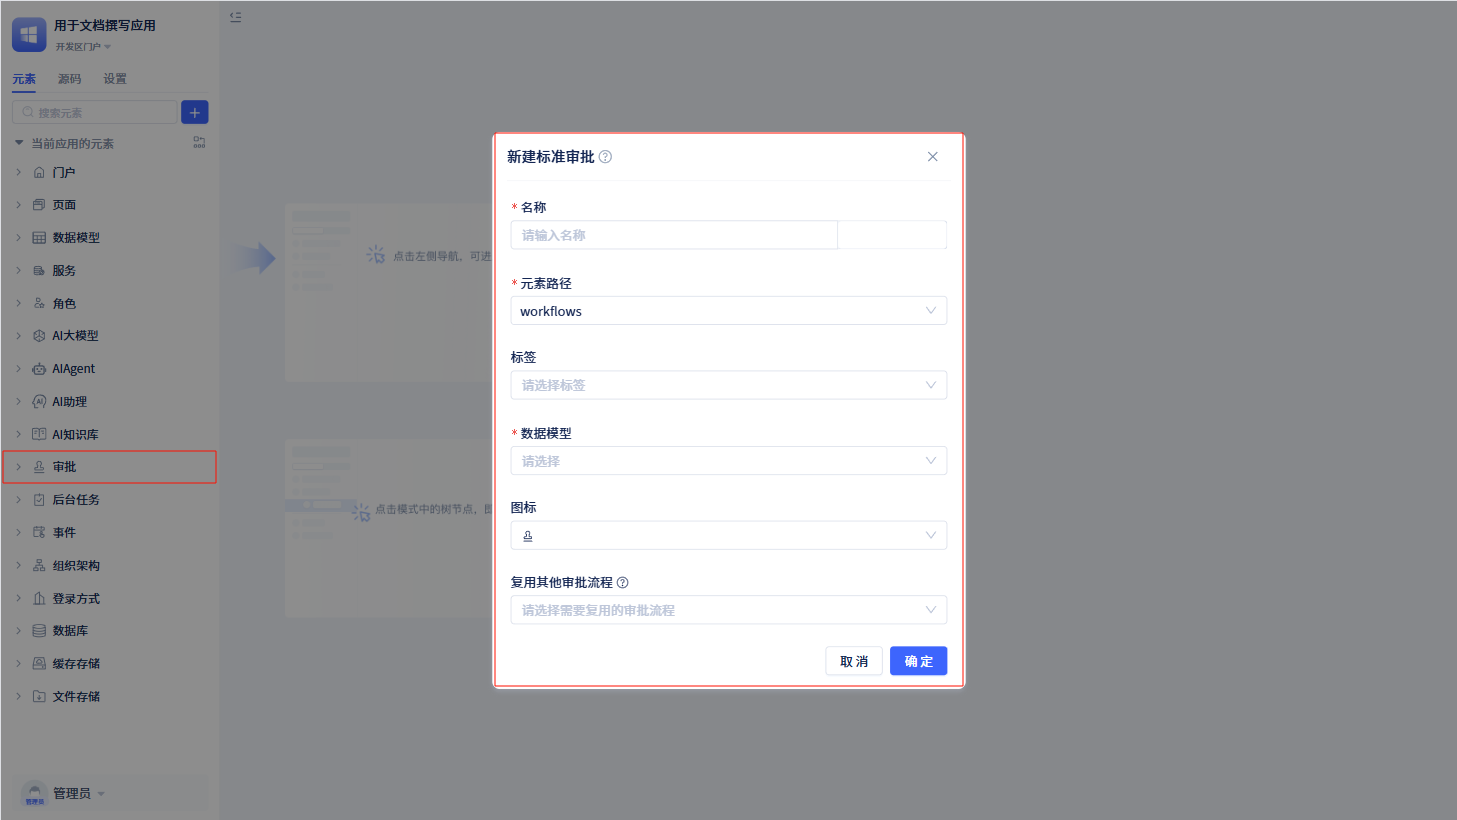 用于文档撰写应用
开发区门户
元素 源码 设置
搜索元素
当前应用的元素
门户
页面
数据模型
服务
角色
AI大模型
AIAgent
AI助理
AI知识库
审批
后台任务
事件
组织架构
登录方式
数据库
缓存存储
文件存储
管理员
管理员
点击左侧导航，可进
点击模式中的树节点，即
新建标准审批
* 名称
请输入名称
* 元素路径
workflows
标签
请选择标签
* 数据模型
请选择
图标
复用其他审批流程
请选择需要复用的审批流程
取 消 确 定